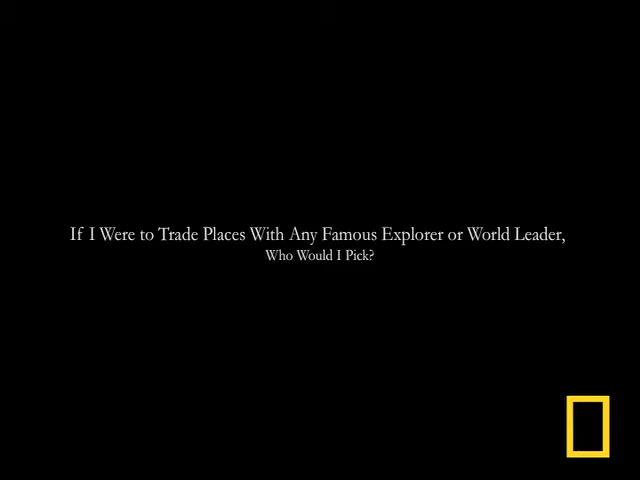 If I Were to Trade Places With Any Famous Explorer or World Leader,
Who Would I Pick?